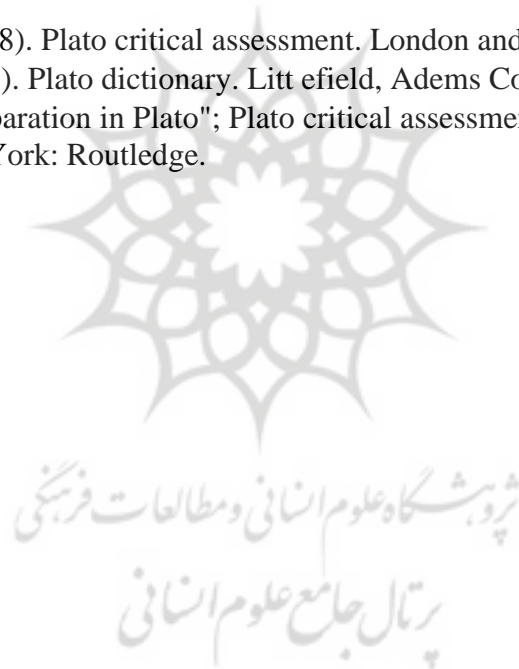 8). Plato critical assessment. London and
). Plato dictionary. Litt efield, Adems Co
paration in Plato"; Plato critical assessmen
York: Routledge.
پژوهشگاه علوم انسانی و مطالعات فرهنگی
پرتال جامع علوم انسانی